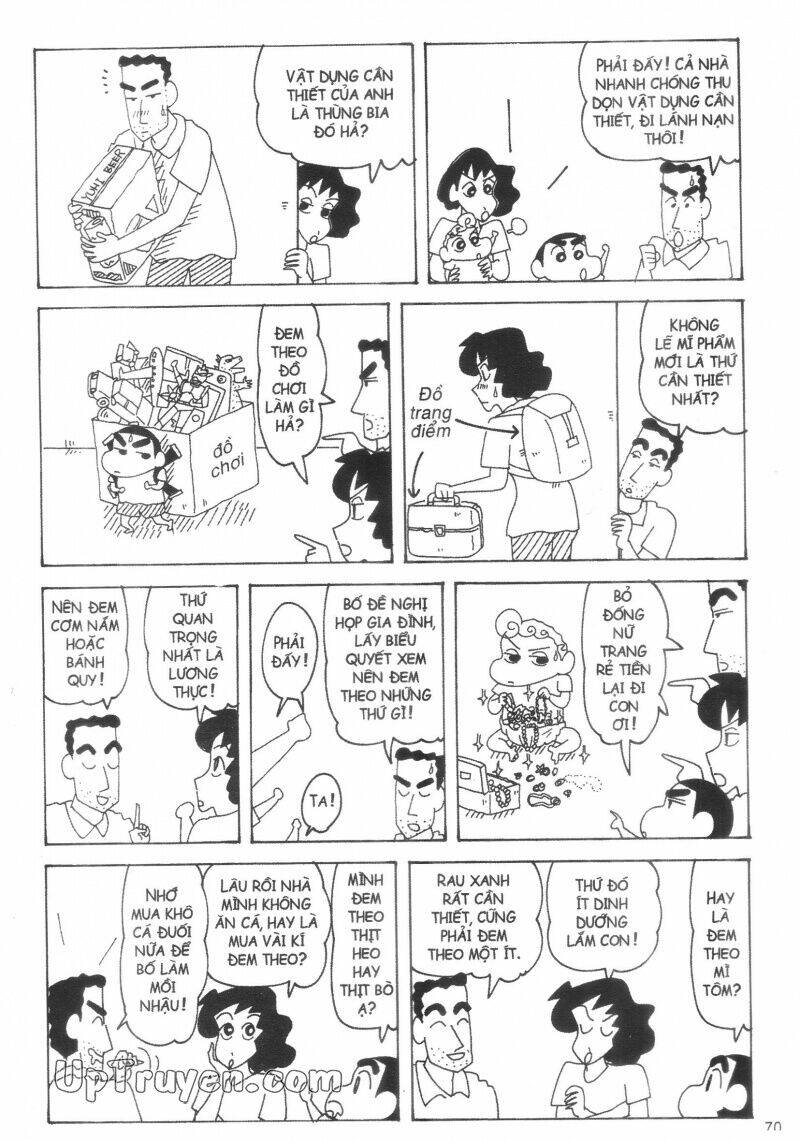 PHẢI ĐẤY! CẢ NHÀ
NHANH CHÓNG THU
DỌN VẬT DỤNG CẦN
THIẾT, ĐI LÁNH NẠN
THÔI!
VẬT DỤNG CẦN
THIẾT CỦA ANH
LÀ THÙNG BIA
ĐÓ HẢ?
YUHI BEER
KHÔNG
LẼ MĨ PHẨM
MỚI LÀ THỨ
CẦN THIẾT
NHẤT?
Đồ
trang
điểm
ĐEM
THEO
ĐỒ
CHƠI
LÀM GÌ
HẢ?
đồ
chơi
BỎ
ĐỐNG
NỮ
TRANG
RẺ TIỀN
LẠI ĐI
CON
ƠI!
BỐ ĐỀ NGHỊ
HỌP GIA ĐÌNH,
LẤY BIỂU
QUYẾT XEM
NÊN ĐEM
THEO NHỮNG
THỨ GÌ!
PHẢI
ĐẤY!
TA!
THỨ
QUAN
TRỌNG
NHẤT LÀ
LƯƠNG
THỰC!
NÊN ĐEM
CƠM NẮM
HOẶC
BÁNH
QUY!
HAY
LÀ
ĐEM
THEO
MÌ
TÔM?
THỨ ĐÓ
ÍT DINH
DƯỠNG
LẮM CON!
RAU XANH
RẤT CẦN
THIẾT, CŨNG
PHẢI ĐEM
THEO MỘT ÍT.
MÌNH
ĐEM
THEO
THỊT
HEO
HAY
THỊT BÒ
Ạ?
LÂU RỒI NHÀ
MÌNH KHÔNG
ĂN CÁ, HAY LÀ
MUA VÀI KÍ
ĐEM THEO?
NHỚ
MUA KHÔ
CÁ ĐUỐI
NỮA ĐỂ
BỐ LÀM
MỒI
NHẬU!
UpTruyen.com
70